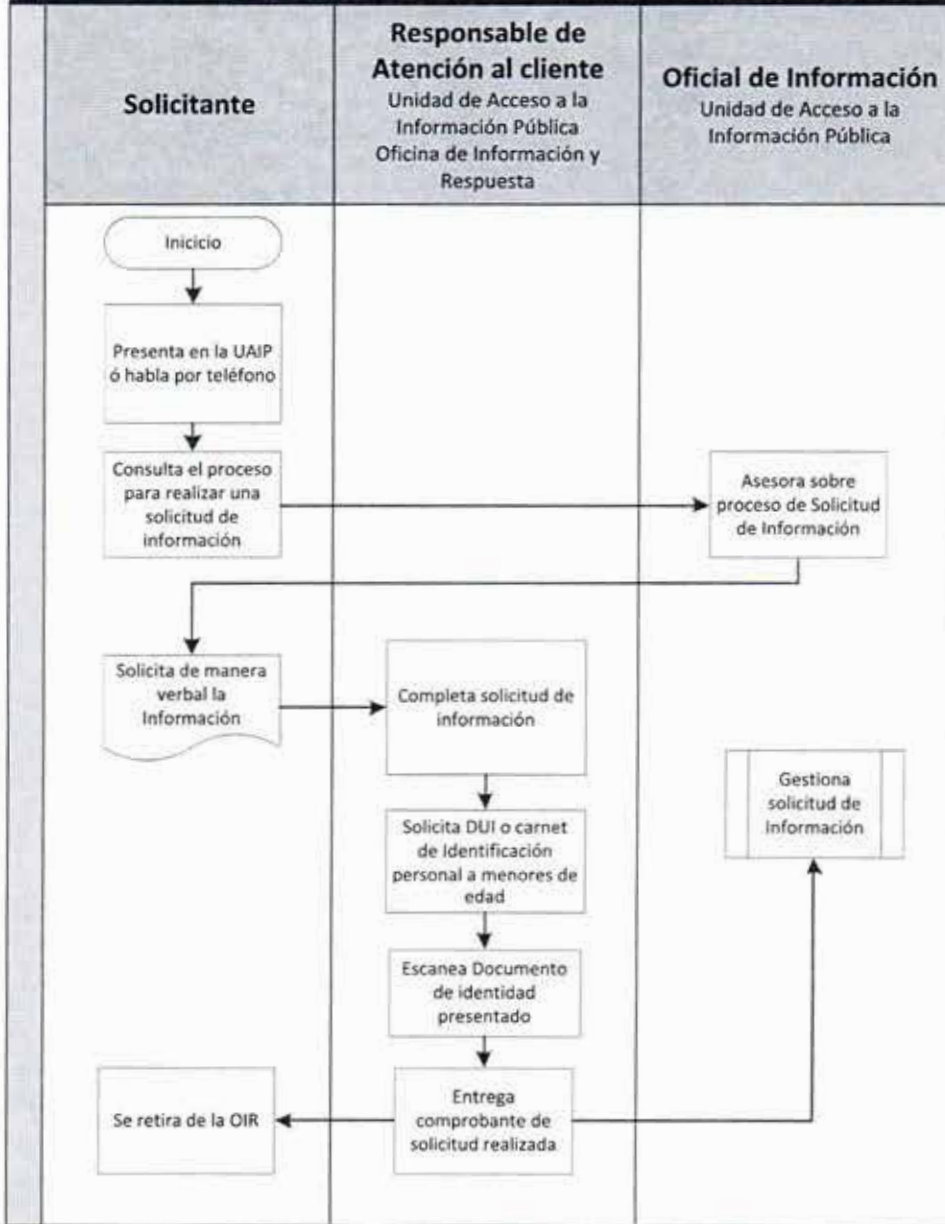 Solicitante
Responsable de
Atención al cliente
Unidad de Acceso a la
Información Pública
Oficina de Información y
Respuesta
Oficial de Información
Unidad de Acceso a la
Información Pública
Inicicio
Presenta en la UAIP
ó habla por teléfono
Consulta el proceso
para realizar una
solicitud de
información
Asesora sobre
proceso de Solicitud
de Información
Solicita de manera
verbal la
Información
Completa solicitud de
información
Gestiona
solicitud de
Información
Solicita DUI o carnet
de Identificación
personal a menores de
edad
Escanea Documento
de identidad
presentado
Se retira de la OIR
Entrega
comprobante de
solicitud realizada